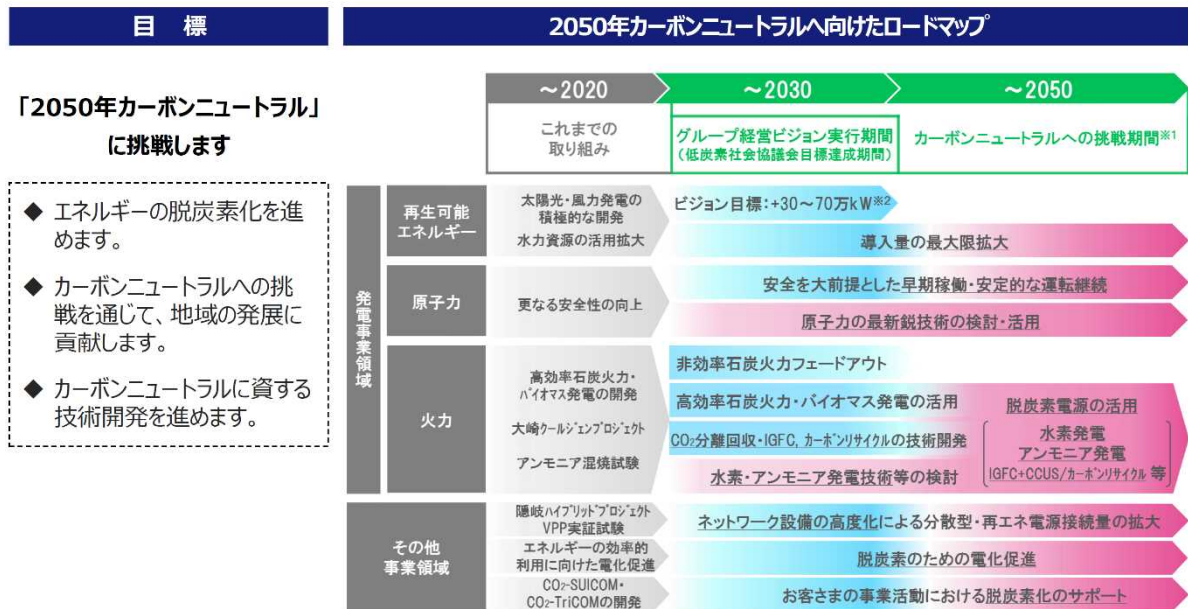 目 標
「2050年カーボンニュートラル」
に挑戦します
◆ エネルギーの脱炭素化を進
めます。
◆ カーボンニュートラルへの挑
戦を通じて、地域の発展に
貢献します。
◆ カーボンニュートラルに資する
技術開発を進めます。
2050年カーボンニュートラルへ向けたロードマップ
～2020
～2030
～2050
これまでの
取り組み
グループ経営ビジョン実行期間
(低炭素社会協議会目標達成期間)
カーボンニュートラルへの挑戦期間※1
発電事業領域
再生可能
エネルギー
太陽光・風力発電の
積極的な開発
水力資源の活用拡大
ビジョン目標：+30～70万kW※2
導入量の最大限拡大
原子力
更なる安全性の向上
安全を大前提とした早期稼働・安定的な運転継続
原子力の最新鋭技術の検討・活用
火力
高効率石炭火力・
バイオマス発電の開発
大崎クールジェンプロジェクト
アンモニア混焼試験
非効率石炭火力フェードアウト
高効率石炭火力・バイオマス発電の活用
CO2分離回収・IGFC, カーボンリサイクルの技術開発
水素・アンモニア発電技術等の検討
脱炭素電源の活用
水素発電
アンモニア発電
IGFC+CCUS/カーボンリサイクル 等
その他
事業領域
隠岐ハイブリッドプロジェクト
VPP実証試験
ネットワーク設備の高度化による分散型・再エネ電源接続量の拡大
エネルギーの効率的
利用に向けた電化促進
脱炭素のための電化促進
CO2-SUICOM・
CO2-TriCOMの開発
お客さまの事業活動における脱炭素化のサポート